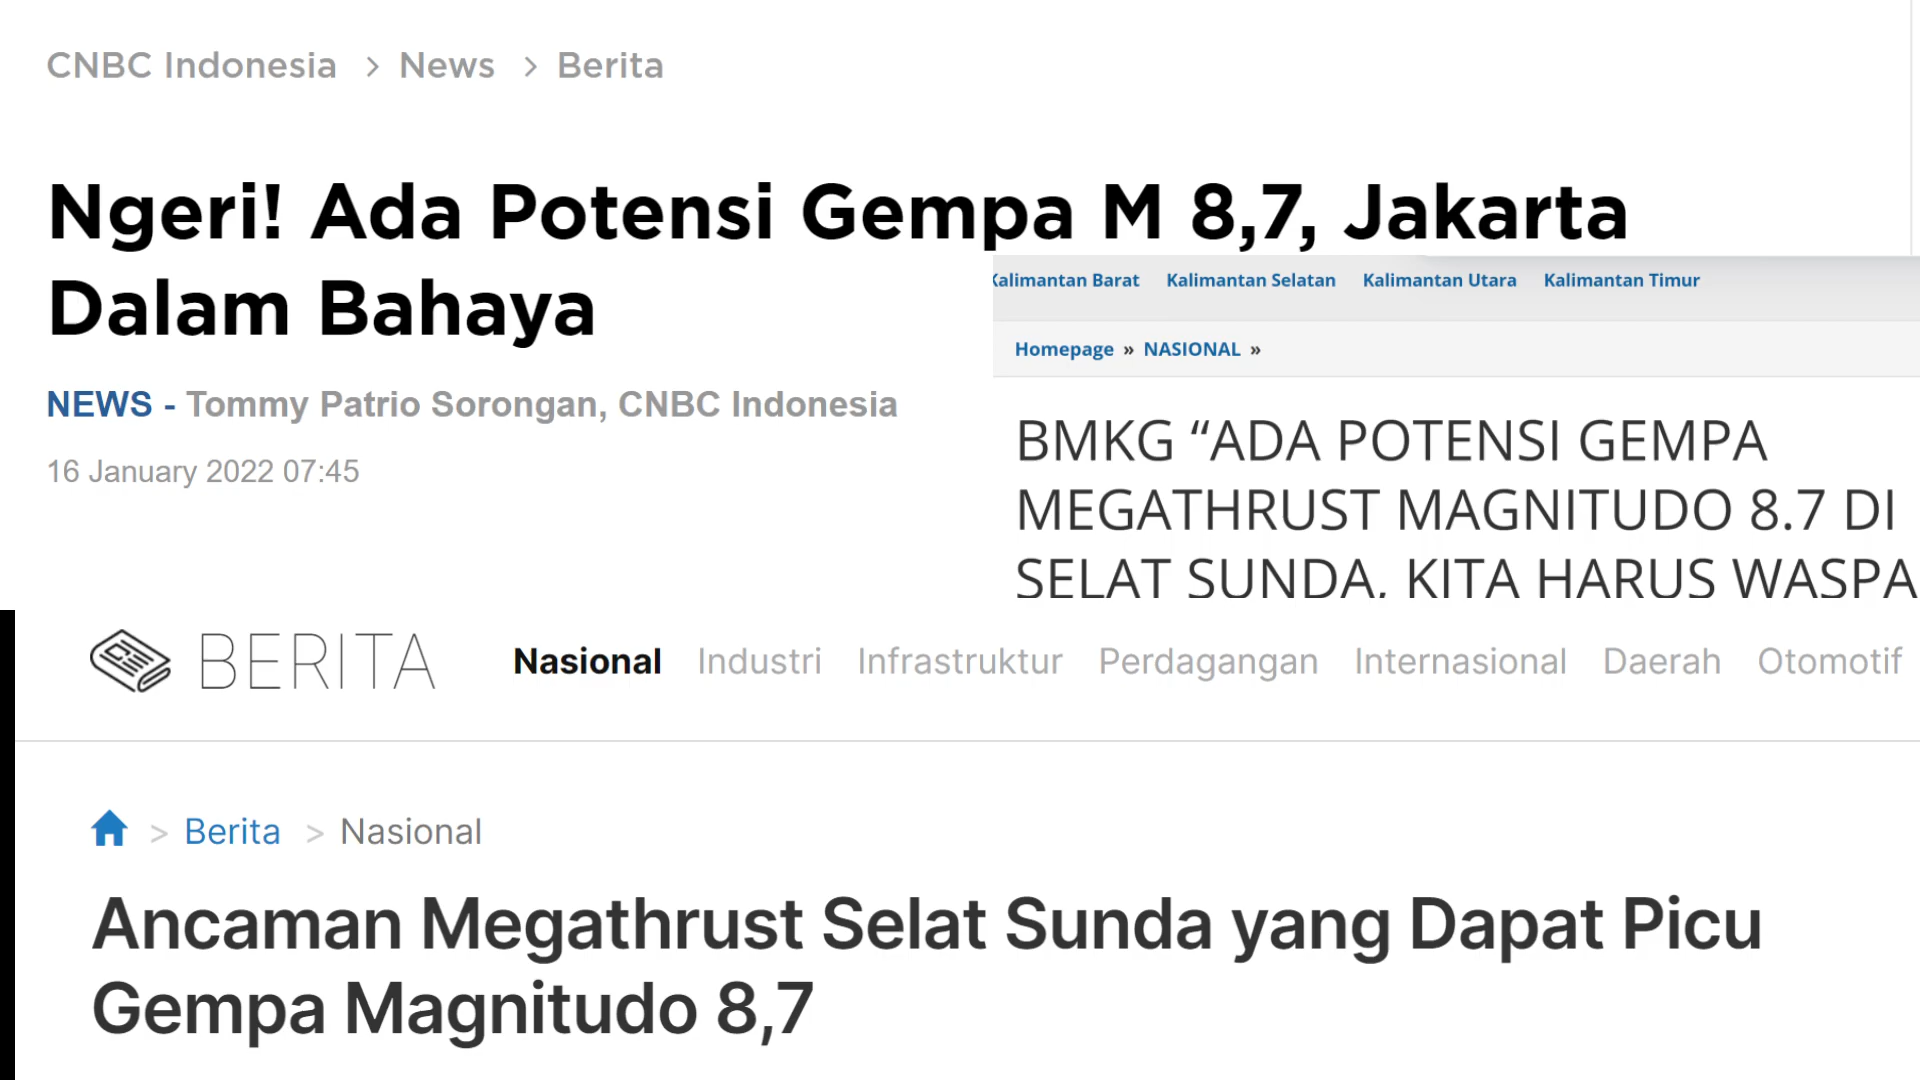 CNBC Indonesia > News > Berita
Ngeri! Ada Potensi Gempa M 8,7, Jakarta
Dalam Bahaya
NEWS - Tommy Patrio Sorongan, CNBC Indonesia
16 January 2022 07:45
Kalimantan Barat Kalimantan Selatan Kalimantan Utara Kalimantan Timur
Homepage » NASIONAL »
BMKG “ADA POTENSI GEMPA
MEGATHRUST MAGNITUDO 8.7 DI
SELAT SUNDA, KITA HARUS WASPA
BERITA Nasional Industri Infrastruktur Perdagangan Internasional Daerah Otomotif
> Berita > Nasional
Ancaman Megathrust Selat Sunda yang Dapat Picu
Gempa Magnitudo 8,7